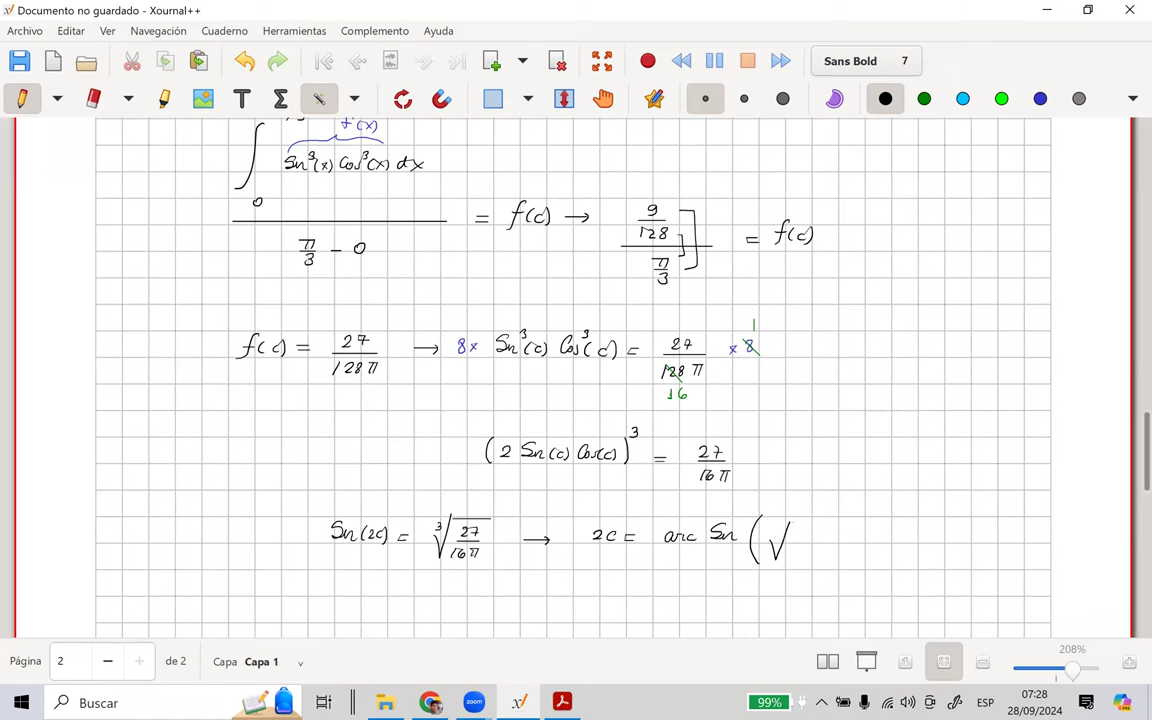 Documento no guardado - Xournal++
Archivo Editar Ver Navegación Cuaderno Herramientas Complemento Ayuda
Sans Bold 7
f(x)
∫ Sn³(x) Cos³(x) dx
0
π/3 - 0
= f(c) → 9/128 / π/3 = f(c)
f(c) = 27/128π → 8× Sn³(c) Cos³(c) = 27/128π × 8
1
16
(2 Sn(c) Cos(c))³ = 27/16π
Sn(2c) = ³√27/16π → 2c = arc Sn (√
Página 2 de 2 Capa Capa 1
208%
Buscar
99%
ESP
07:28
28/09/2024